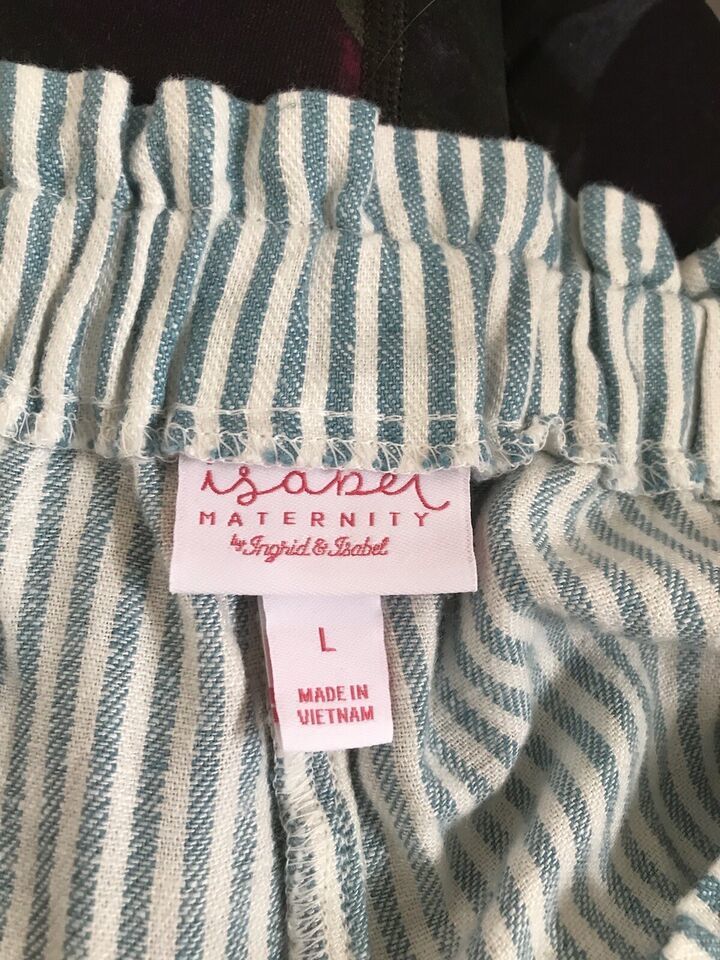 isabel
MATERNITY
by Ingrid & Isabel
L
MADE IN
VIETNAM